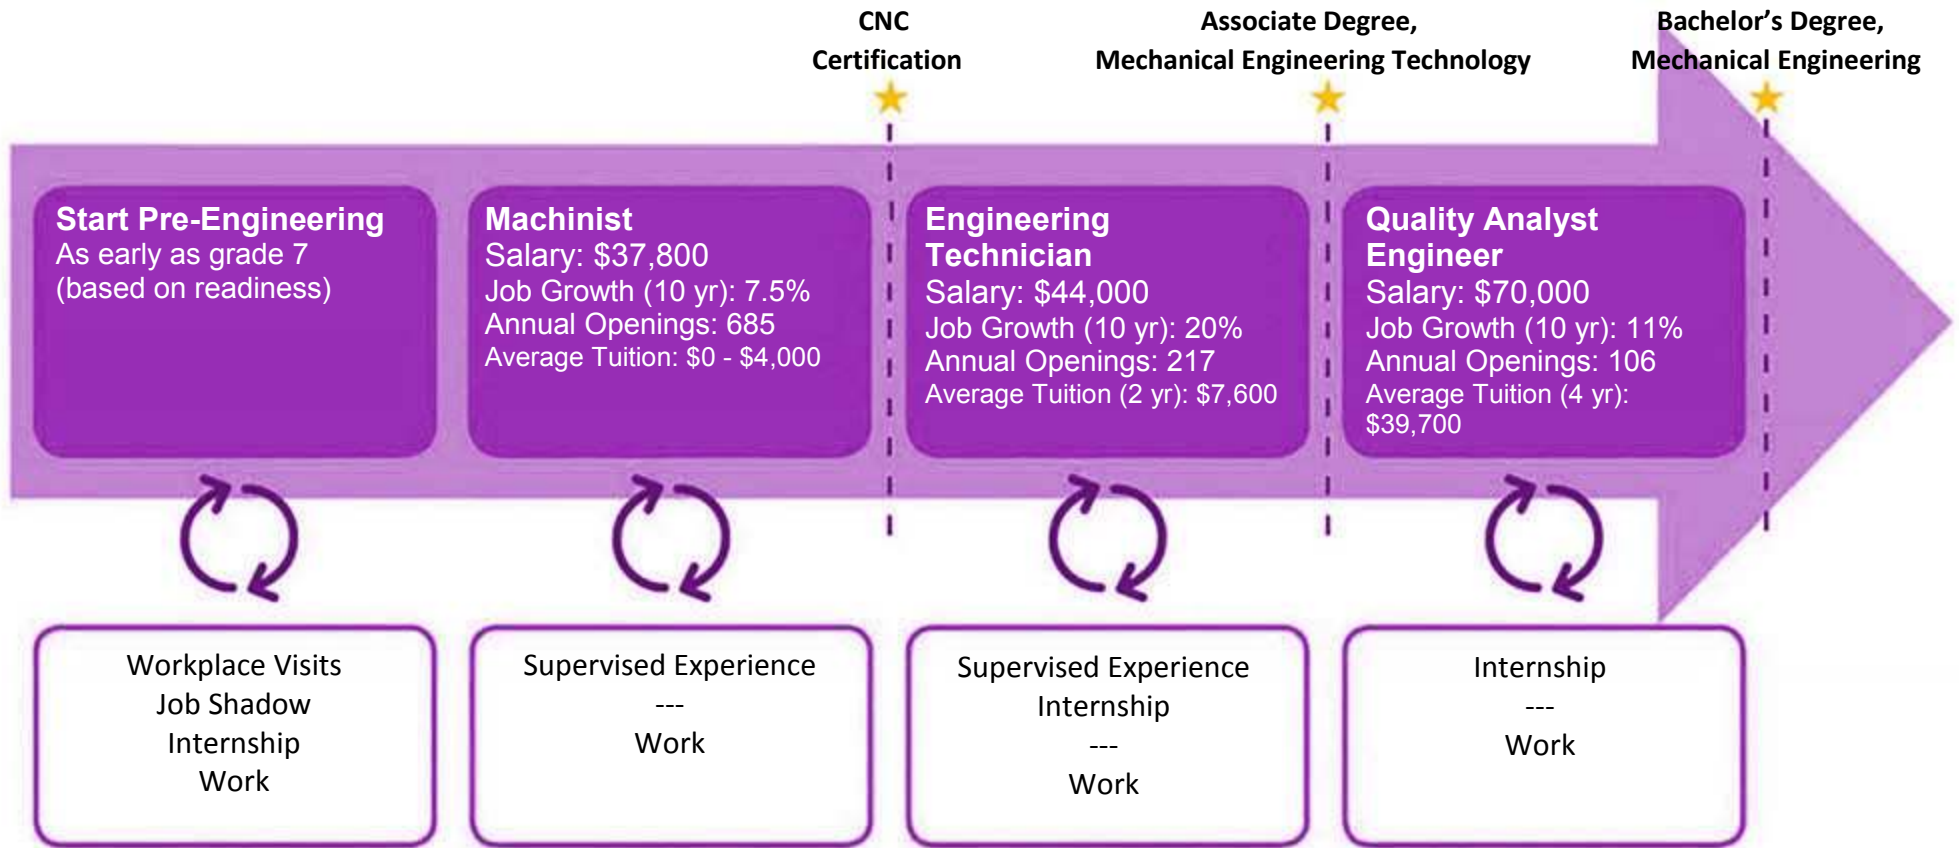 CNC
Certification
Associate Degree,
Mechanical Engineering Technology
Bachelor’s Degree,
Mechanical Engineering
Start Pre-Engineering
As early as grade 7
(based on readiness)
Machinist
Salary: $37,800
Job Growth (10 yr): 7.5%
Annual Openings: 685
Average Tuition: $0 - $4,000
Engineering
Technician
Salary: $44,000
Job Growth (10 yr): 20%
Annual Openings: 217
Average Tuition (2 yr): $7,600
Quality Analyst
Engineer
Salary: $70,000
Job Growth (10 yr): 11%
Annual Openings: 106
Average Tuition (4 yr):
$39,700
Workplace Visits
Job Shadow
Internship
Work
Supervised Experience
---
Work
Supervised Experience
Internship
---
Work
Internship
---
Work